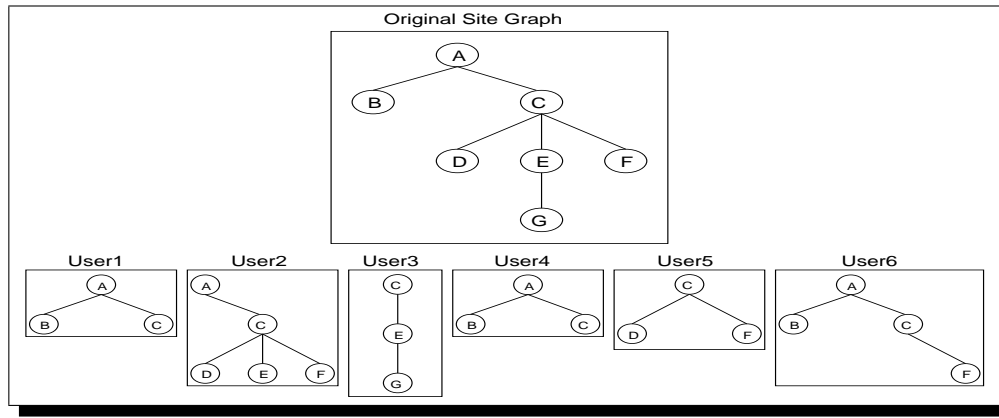 Original Site Graph
A
B C
D E F
G
User1 User2 User3 User4 User5 User6
A A C A C A
B C C E B C D F B C
D E F G F